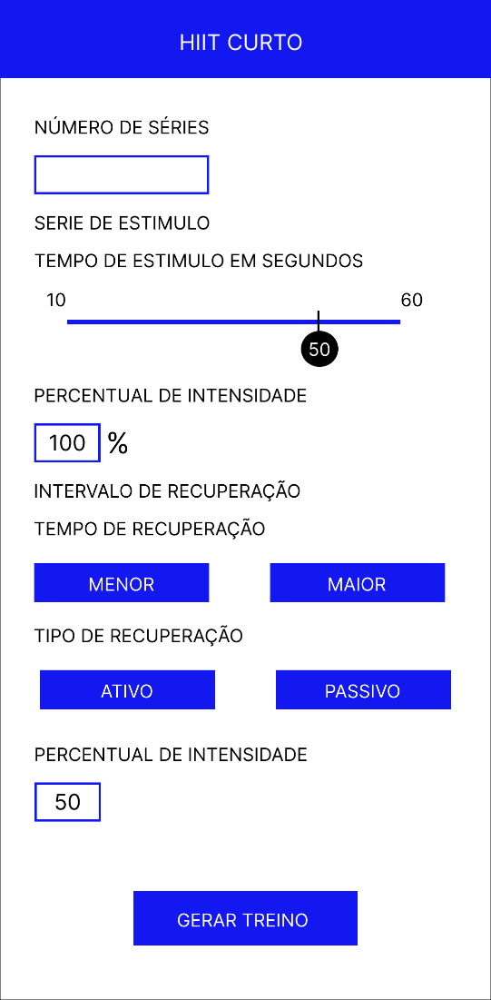 HIIT CURTO
NÚMERO DE SÉRIES
SERIE DE ESTIMULO
TEMPO DE ESTIMULO EM SEGUNDOS
10 60
50
PERCENTUAL DE INTENSIDADE
100 %
INTERVALO DE RECUPERAÇÃO
TEMPO DE RECUPERAÇÃO
MENOR MAIOR
TIPO DE RECUPERAÇÃO
ATIVO PASSIVO
PERCENTUAL DE INTENSIDADE
50
GERAR TREINO